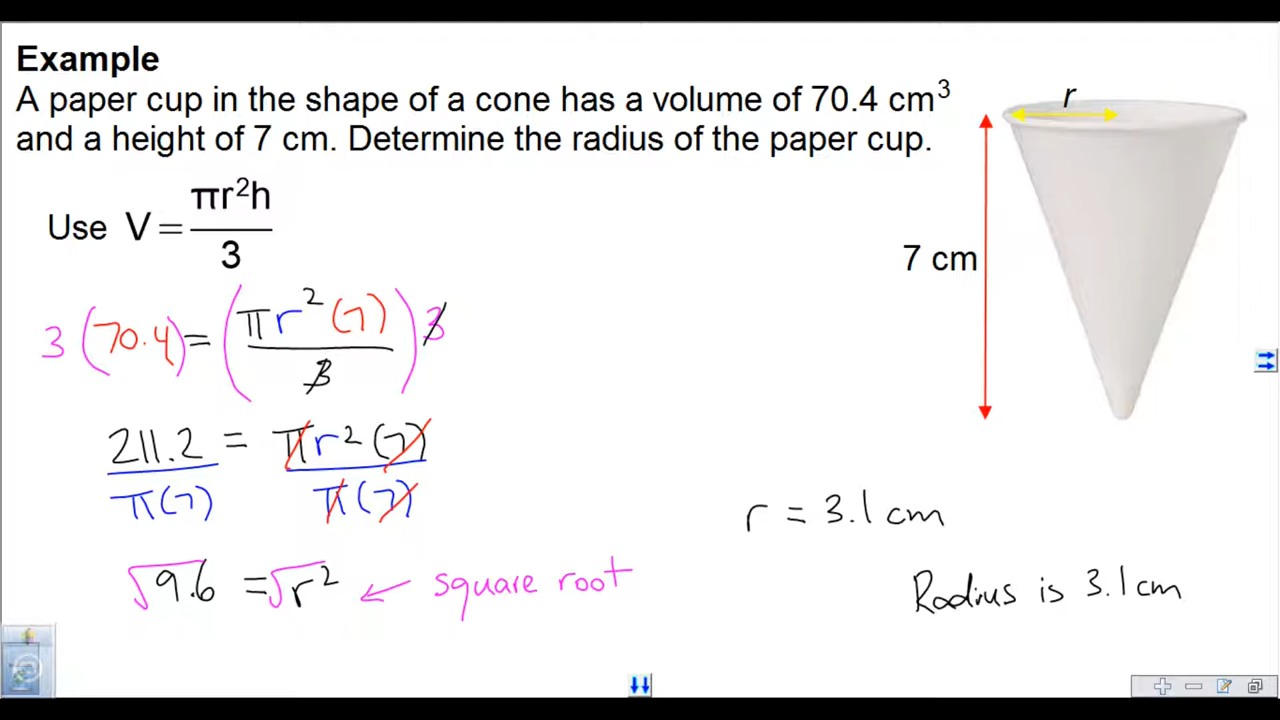 Example
A paper cup in the shape of a cone has a volume of 70.4 cm³
and a height of 7 cm. Determine the radius of the paper cup.
r
Use V = πr²h / 3
7 cm
3 (70.4) = (πr²(7) / 3) 3
211.2 / π(7) = πr²(7) / π(7)
r = 3.1 cm
√9.6 = √r² ← square root
Radius is 3.1 cm